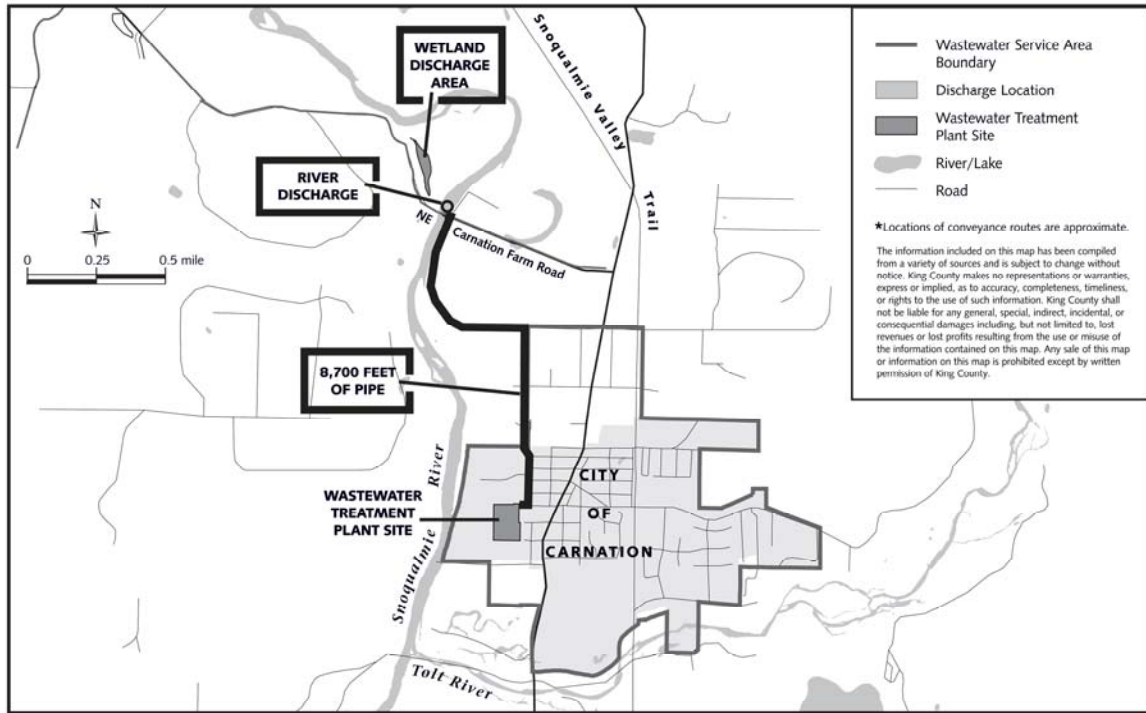 WETLAND
DISCHARGE
AREA
RIVER
DISCHARGE
N
0 0.25 0.5 mile
NE Carnation Farm Road
Snoqualmie Valley
Trail
8,700 FEET
OF PIPE
WASTEWATER
TREATMENT
PLANT SITE
CITY
OF
CARNATION
Snoqualmie River
Tolt River
Wastewater Service Area
Boundary
Discharge Location
Wastewater Treatment
Plant Site
River/Lake
Road
*Locations of conveyance routes are approximate.
The information included on this map has been compiled
from a variety of sources and is subject to change without
notice. King County makes no representations or warranties,
express or implied, as to accuracy, completeness, timeliness,
or rights to the use of such information. King County shall
not be liable for any general, special, indirect, incidental, or
consequential damages including, but not limited to, lost
revenues or lost profits resulting from the use or misuse of
the information contained on this map. Any sale of this map
or information on this map is prohibited except by written
permission of King County.